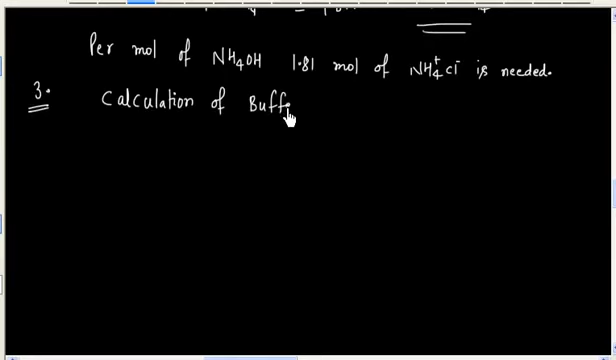 Per mol of NH4OH 1.81 mol of NH4+Cl- is needed.
3. Calculation of Buff